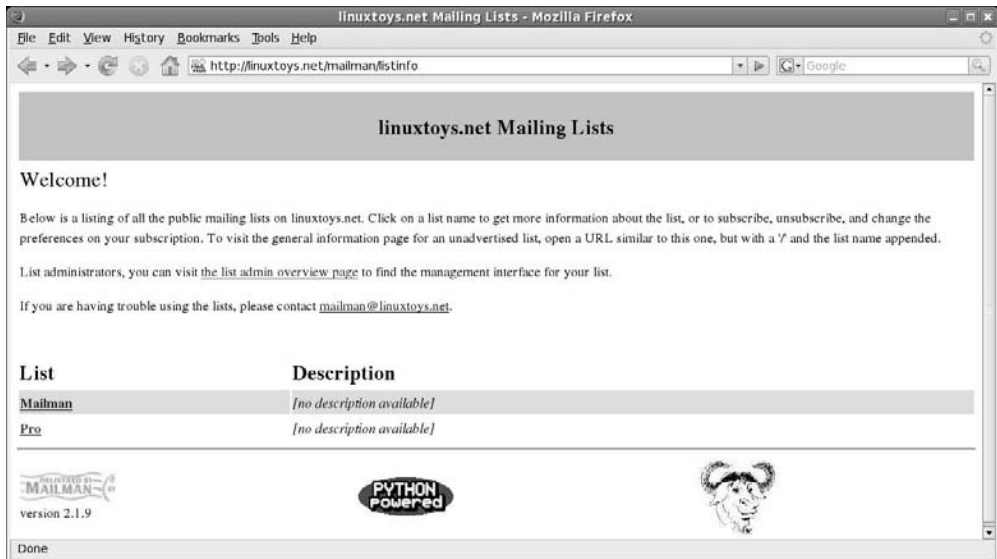 linuxtoys.net Mailing Lists - Mozilla Firefox
File Edit View History Bookmarks Tools Help
http://linuxtoys.net/mailman/listinfo
Google
linuxtoys.net Mailing Lists
Welcome!
Below is a listing of all the public mailing lists on linuxtoys.net. Click on a list name to get more information about the list, or to subscribe, unsubscribe, and change the
preferences on your subscription. To visit the general information page for an unadvertised list, open a URL similar to this one, but with a '/' and the list name appended.
List administrators, you can visit the list admin overview page to find the management interface for your list.
If you are having trouble using the lists, please contact mailman@linuxtoys.net.
List Description
Mailman [no description available]
Pro [no description available]
DELIVERED BY
MAILMAN
PYTHON
Powered
version 2.1.9
Done